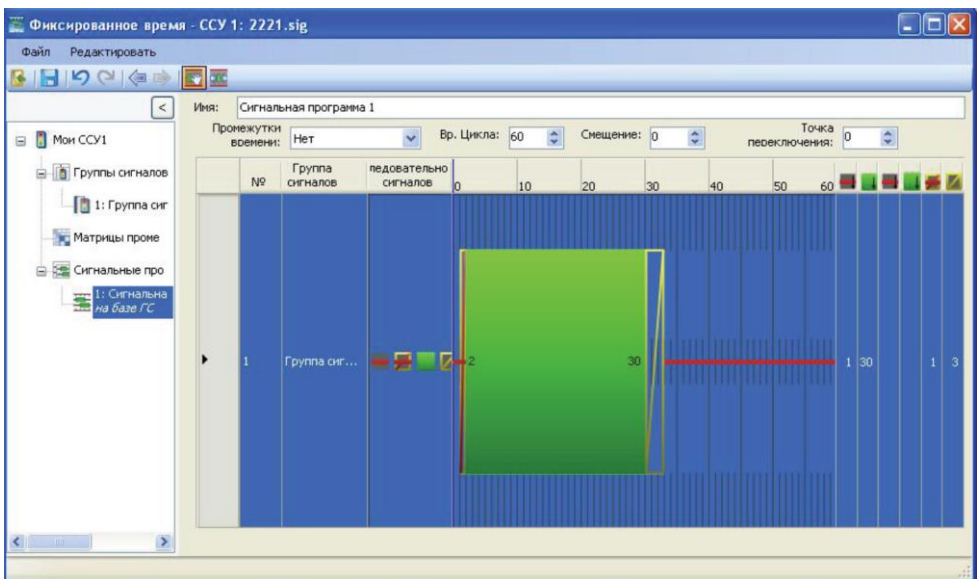 Фиксированное время - ССУ 1: 2221.sig
Файл Редактировать
<
Имя: Сигнальная программа 1
Промежутки времени: Нет Вр. Цикла: 60 Смещение: 0 Точка переключения: 0
Мои ССУ1
Группы сигналов
1: Группа сиг
Матрицы проме
Сигнальные про
1: Сигнальна
на базе ГС
№ Группа сигналов ледовательно сигналов 0 10 20 30 40 50 60
1 Группа сиг... 2 30 1 30 1 3